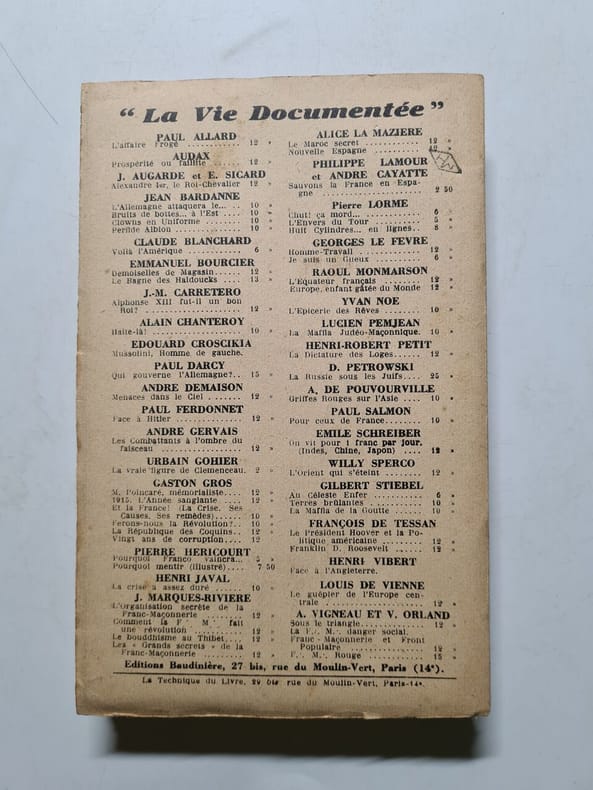 “ La Vie Documentée ”
PAUL ALLARD
L'affaire Frogé ............ 12 »
AUDAX
Prospérité ou faillite ...... 12 »
J. AUGARDE et E. SICARD
Alexandre Ier, le Roi-Chevalier 12 »
JEAN BARDANNE
L'Allemagne attaquera le... . 10 »
Bruits de bottes... à l'Est .... 10 »
Clowns en Uniforme ........ 10 »
Perfide Albion .............. 10 »
CLAUDE BLANCHARD
Voilà l'Amérique .......... 6 »
EMMANUEL BOURCIER
Demoiselles de Magasin...... 12 »
Le Bagne des Haidoucks .... 13 »
J.-M. CARRETERO
Alphonse XIII fut-il un bon
Roi? ...................... 12 »
ALAIN CHANTEROY
Halte-là! .................. 10 »
EDOUARD CROSCIKIA
Mussolini, Homme de gauche.
PAUL DARCY
Qui gouverne l'Allemagne?.. 15 »
ANDRE DEMAISON
Menaces dans le Ciel ...... 12 »
PAUL FERDONNET
Face à Hitler .............. 12 »
ANDRE GERVAIS
Les Combattants à l'ombre du
faisceau .................. 12 »
URBAIN GOHIER
La vraie figure de Clemenceau. 2 »
GASTON GROS
M. Poincaré, mémorialiste.... 12 »
1915. L'Année sanglante .... 12 »
Et la France! (La Crise. Ses
Causes. Ses remèdes)...... 10 »
Ferons-nous la Révolution?.. 10 »
La République des Coquins.. 12 »
Vingt ans de corruption.... 12 »
PIERRE HERICOURT
Pourquoi Franco vaincra... 5 »
Pourquoi mentir (illustré).... 7 50
HENRI JAVAL
La crise a assez duré ...... 10 »
J. MARQUES-RIVIERE
L'organisation secrète de la
Franc-Maçonnerie .......... 12 »
Comment la F∴ M∴ fait
une révolution ............ 12 »
Le bouddhisme au Thibet.... 12 »
Les « Grands secrets » de la
Franc-Maçonnerie .......... 12 »
ALICE LA MAZIERE
Le Maroc secret ............ 12 »
Nouvelle Espagne .......... 12 »
PHILIPPE LAMOUR
et ANDRE CAYATTE
Sauvons la France en Espa-
gne ...................... 2 50
Pierre LORME
Chut! ça mord... ............ 6 »
L'Envers du Tour .......... 5 »
Huit Cylindres... en lignes.. 8 »
GEORGES LE FEVRE
Homme-Travail ............ 12 »
Je suis un Gueux .......... 6 »
RAOUL MONMARSON
L'Equateur français ........ 12 »
Europe, enfant gâtée du Monde 12 »
YVAN NOE
L'Epicerie des Rêves ........ 10 »
LUCIEN PEMJEAN
La Maffia Judéo-Maçonnique. 10 »
HENRI-ROBERT PETIT
La Dictature des Loges...... 12 »
D. PETROWSKI
La Russie sous les Juifs.... 25 »
A. DE POUVOURVILLE
Griffes Rouges sur l'Asie .... 10 »
PAUL SALMON
Pour ceux de France........ 10 »
EMILE SCHREIBER
On vit pour 1 franc par jour.
(Indes, Chine, Japon) .... 12 »
WILLY SPERCO
L'Orient qui s'éteint ........ 12 »
GILBERT STIEBEL
Au Céleste Enfer ............ 6 »
Terres brûlantes ............ 10 »
La Maffia de la Goutte .... 10 »
FRANÇOIS DE TESSAN
Le Président Hoover et la Po-
litique américaine ........ 12 »
Franklin D. Roosevelt ...... 12 »
HENRI VIBERT
Face à l'Angleterre.
LOUIS DE VIENNE
Le guêpier de l'Europe cen-
trale .................... 12 »
A. VIGNEAU ET V. ORLAND
Sous le triangle............ 12 »
La F∴ M∴ danger social.
Franc-Maçonnerie et Front
Populaire ................ 12 »
F∴ M∴ Rouge .............. 15 »
Editions Baudinière, 27 bis, rue du Moulin-Vert, Paris (14e).
La Technique du Livre, 29 bis rue du Moulin-Vert, Paris-14e.